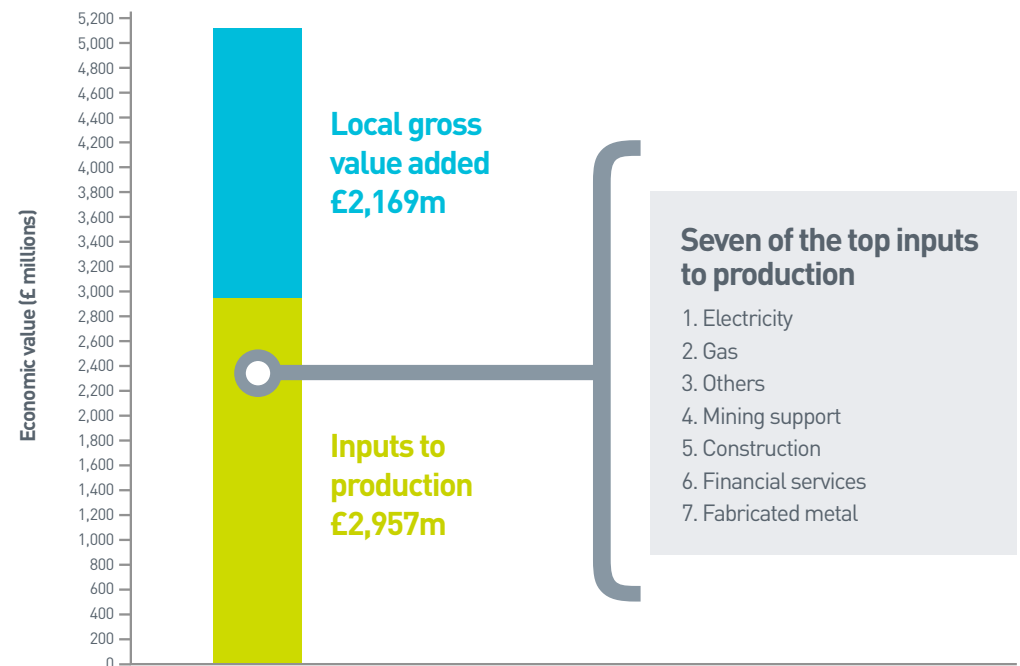 5,200
5,000
4,800
4,600
4,400
4,200
4,000
3,800
3,600
3,400
3,200
3,000
2,800
2,600
2,400
2,200
2,000
1,800
1,600
1,400
1,200
1,000
800
600
400
200
0
Economic value (£ millions)
Local gross
value added
£2,169m
Inputs to
production
£2,957m
Seven of the top inputs
to production
1. Electricity
2. Gas
3. Others
4. Mining support
5. Construction
6. Financial services
7. Fabricated metal